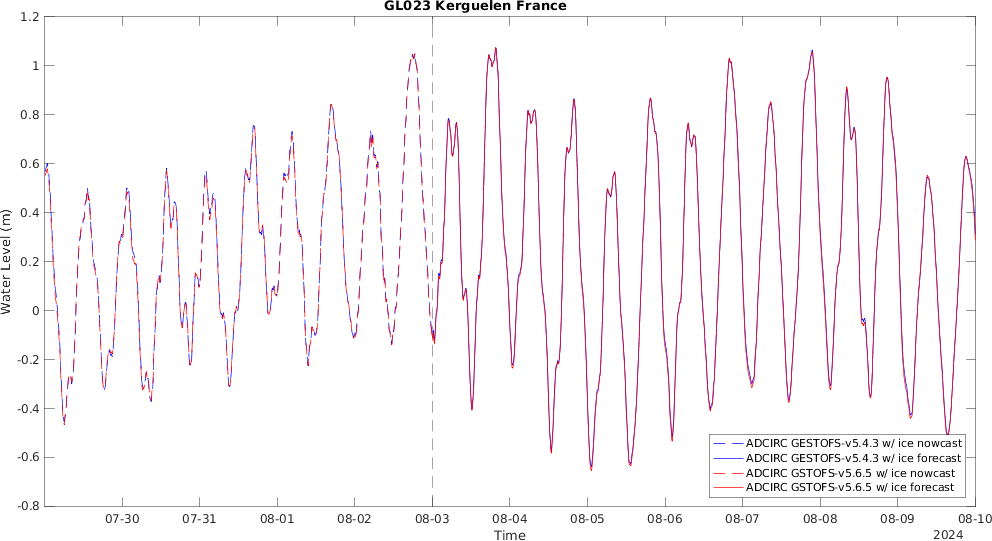 GL023 Kerguelen France
1.2
1
0.8
0.6
0.4
0.2
0
-0.2
-0.4
-0.6
-0.8
Water Level (m)
ADCIRC GESTOFS-v5.4.3 w/ ice nowcast
ADCIRC GESTOFS-v5.4.3 w/ ice forecast
ADCIRC GSTOFS-v5.6.5 w/ ice nowcast
ADCIRC GSTOFS-v5.6.5 w/ ice forecast
07-30 07-31 08-01 08-02 08-03 08-04 08-05 08-06 08-07 08-08 08-09 08-10
Time
2024